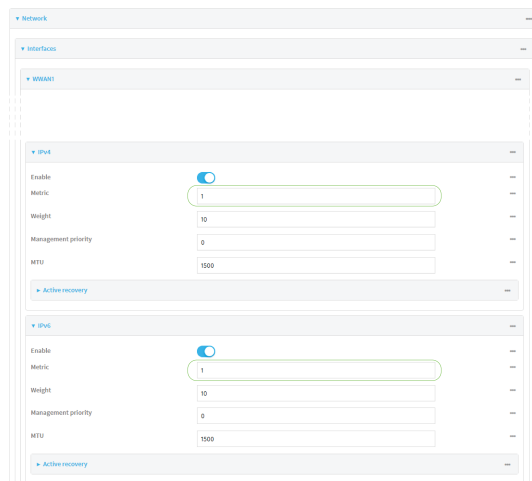 ▼ Network
▼ Interfaces
▼ WWAN1
▼ IPv4
Enable
Metric 1
Weight 10
Management priority 0
MTU 1500
► Active recovery
▼ IPv6
Enable
Metric 1
Weight 10
Management priority 0
MTU 1500
► Active recovery